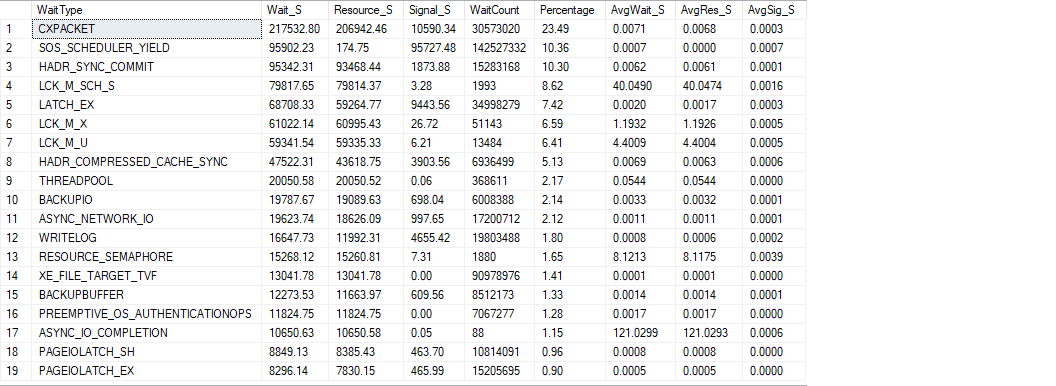 WaitType Wait_S Resource_S Signal_S WaitCount Percentage AvgWait_S AvgRes_S AvgSig_S
1 CXPACKET 217532.80 206942.46 10590.34 30573020 23.49 0.0071 0.0068 0.0003
2 SOS_SCHEDULER_YIELD 95902.23 174.75 95727.48 142527332 10.36 0.0007 0.0000 0.0007
3 HADR_SYNC_COMMIT 95342.31 93468.44 1873.88 15283168 10.30 0.0062 0.0061 0.0001
4 LCK_M_SCH_S 79817.65 79814.37 3.28 1993 8.62 40.0490 40.0474 0.0016
5 LATCH_EX 68708.33 59264.77 9443.56 34998279 7.42 0.0020 0.0017 0.0003
6 LCK_M_X 61022.14 60995.43 26.72 51143 6.59 1.1932 1.1926 0.0005
7 LCK_M_U 59341.54 59335.33 6.21 13484 6.41 4.4009 4.4004 0.0005
8 HADR_COMPRESSED_CACHE_SYNC 47522.31 43618.75 3903.56 6936499 5.13 0.0069 0.0063 0.0006
9 THREADPOOL 20050.58 20050.52 0.06 368611 2.17 0.0544 0.0544 0.0000
10 BACKUPIO 19787.67 19089.63 698.04 6008388 2.14 0.0033 0.0032 0.0001
11 ASYNC_NETWORK_IO 19623.74 18626.09 997.65 17200712 2.12 0.0011 0.0011 0.0001
12 WRITELOG 16647.73 11992.31 4655.42 19803488 1.80 0.0008 0.0006 0.0002
13 RESOURCE_SEMAPHORE 15268.12 15260.81 7.31 1880 1.65 8.1213 8.1175 0.0039
14 XE_FILE_TARGET_TVF 13041.78 13041.78 0.00 90978976 1.41 0.0001 0.0001 0.0000
15 BACKUPBUFFER 12273.53 11663.97 609.56 8512173 1.33 0.0014 0.0014 0.0001
16 PREEMPTIVE_OS_AUTHENTICATIONOPS 11824.75 11824.75 0.00 7067277 1.28 0.0017 0.0017 0.0000
17 ASYNC_IO_COMPLETION 10650.63 10650.58 0.05 88 1.15 121.0299 121.0293 0.0006
18 PAGEIOLATCH_SH 8849.13 8385.43 463.70 10814091 0.96 0.0008 0.0008 0.0000
19 PAGEIOLATCH_EX 8296.14 7830.15 465.99 15205695 0.90 0.0005 0.0005 0.0000